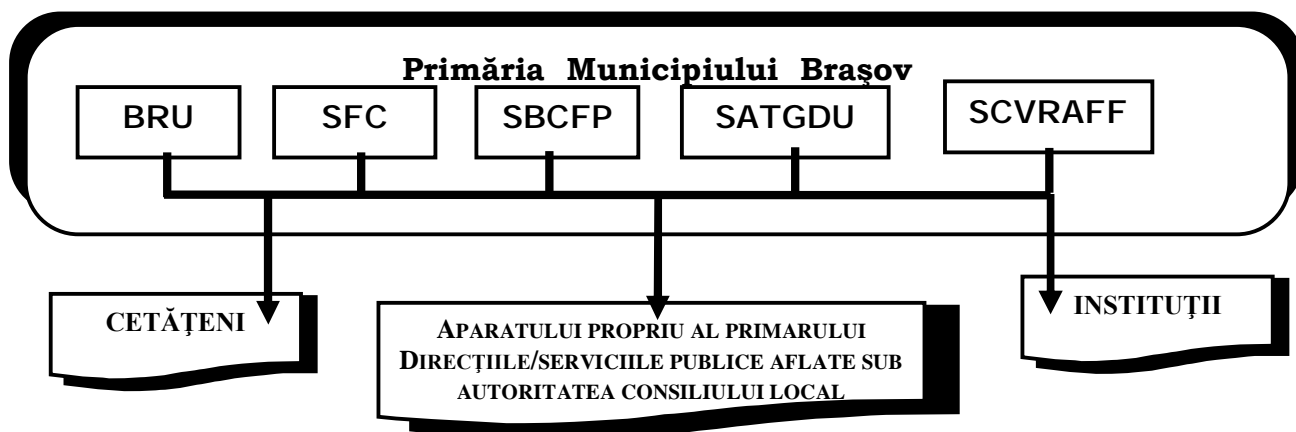 Primăria Municipiului Braşov
BRU
SFC
SBCFP
SATGDU
SCVRAFF
CETĂŢENI
APARATULUI PROPRIU AL PRIMARULUI
DIRECŢIILE/SERVICIILE PUBLICE AFLATE SUB
AUTORITATEA CONSILIULUI LOCAL
INSTITUŢII